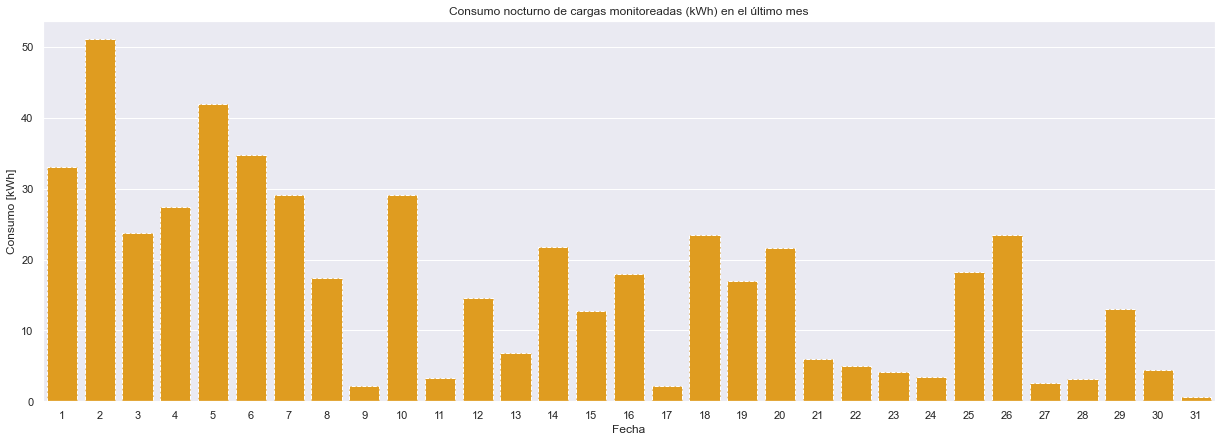 Consumo nocturno de cargas monitoreadas (kWh) en el último mes
Consumo [kWh]
50
40
30
20
10
0
1 2 3 4 5 6 7 8 9 10 11 12 13 14 15 16 17 18 19 20 21 22 23 24 25 26 27 28 29 30 31
Fecha